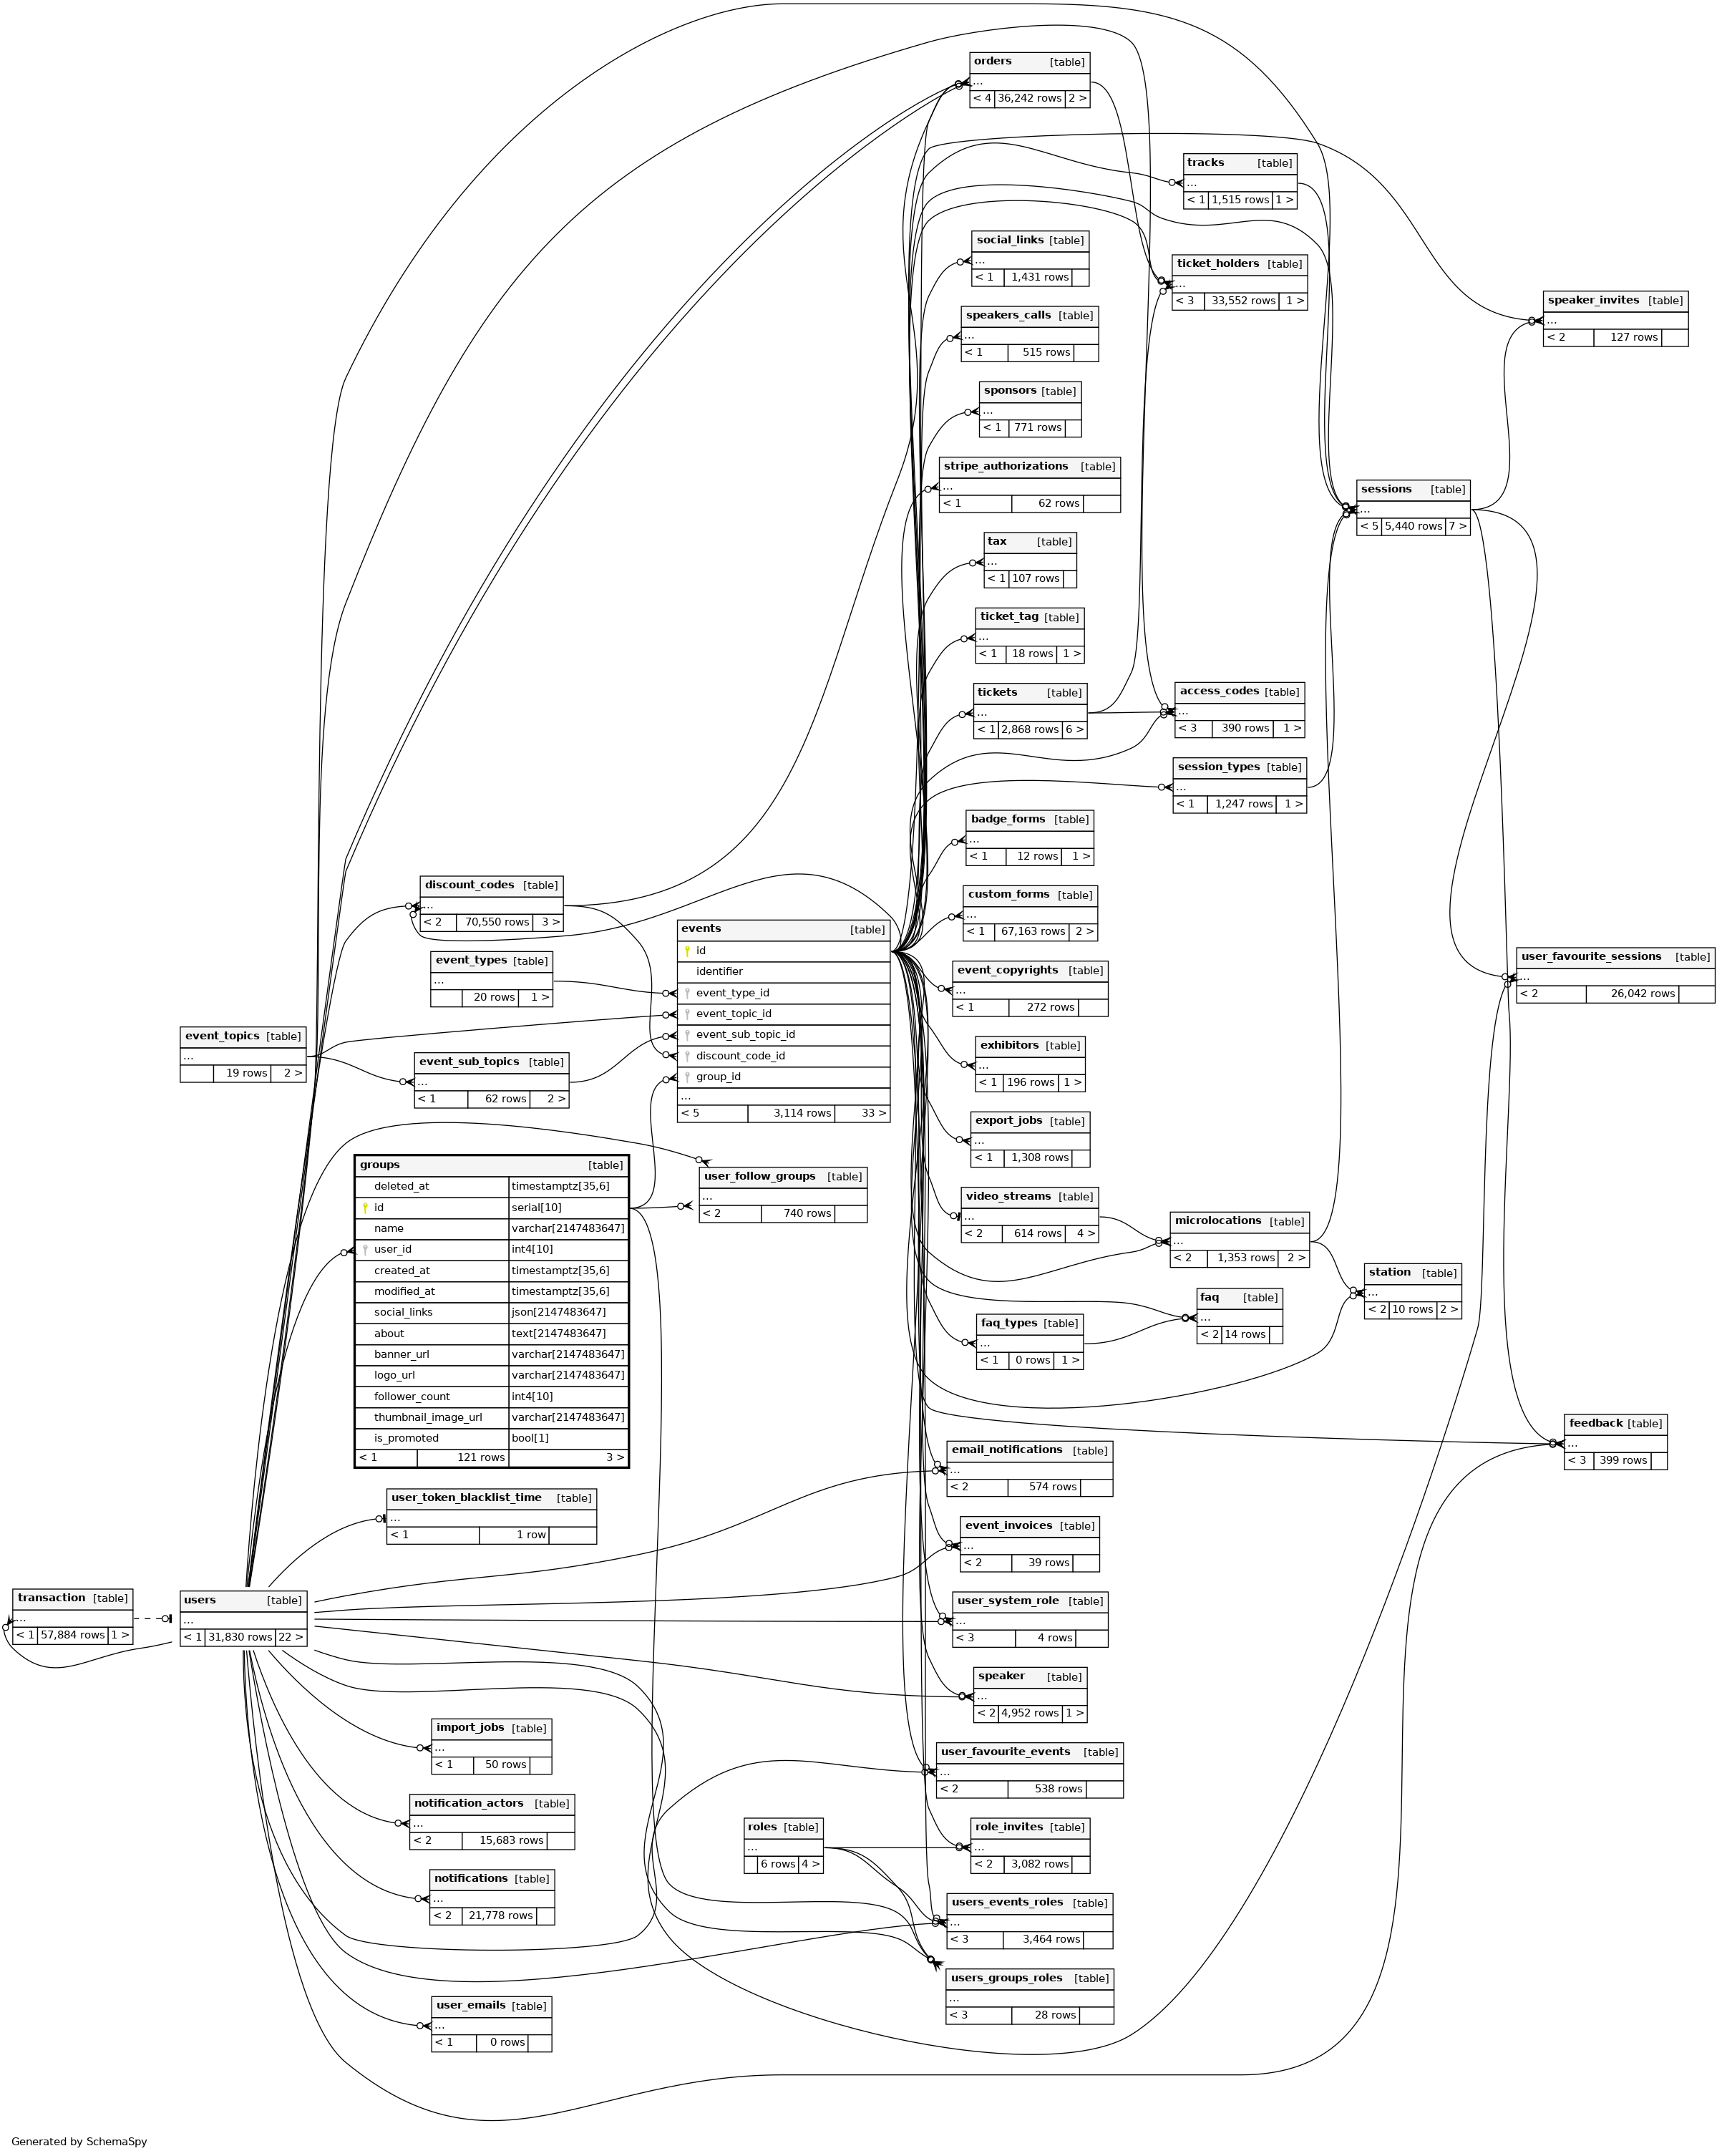 orders [table]
...
< 4 36,242 rows 2 >
tracks [table]
...
< 1 1,515 rows 1 >
social_links [table]
...
< 1 1,431 rows
ticket_holders [table]
...
< 3 33,552 rows 1 >
speaker_invites [table]
...
< 2 127 rows
speakers_calls [table]
...
< 1 515 rows
sponsors [table]
...
< 1 771 rows
stripe_authorizations [table]
...
< 1 62 rows
sessions [table]
...
< 5 5,440 rows 7 >
tax [table]
...
< 1 107 rows
ticket_tag [table]
...
< 1 18 rows 1 >
tickets [table]
...
< 1 2,868 rows 6 >
access_codes [table]
...
< 3 390 rows 1 >
session_types [table]
...
< 1 1,247 rows 1 >
badge_forms [table]
...
< 1 12 rows 1 >
discount_codes [table]
...
< 2 70,550 rows 3 >
custom_forms [table]
...
< 1 67,163 rows 2 >
events [table]
id
identifier
event_type_id
event_topic_id
event_sub_topic_id
discount_code_id
group_id
...
< 5 3,114 rows 33 >
event_types [table]
...
20 rows 1 >
event_copyrights [table]
...
< 1 272 rows
user_favourite_sessions [table]
...
< 2 26,042 rows
event_topics [table]
...
19 rows 2 >
event_sub_topics [table]
...
< 1 62 rows 2 >
exhibitors [table]
...
< 1 196 rows 1 >
export_jobs [table]
...
< 1 1,308 rows
groups [table]
deleted_at timestamptz[35,6]
id serial[10]
name varchar[2147483647]
user_id int4[10]
created_at timestamptz[35,6]
modified_at timestamptz[35,6]
social_links json[2147483647]
about text[2147483647]
banner_url varchar[2147483647]
logo_url varchar[2147483647]
follower_count int4[10]
thumbnail_image_url varchar[2147483647]
is_promoted bool[1]
< 1 121 rows 3 >
user_follow_groups [table]
...
< 2 740 rows
video_streams [table]
...
< 2 614 rows 4 >
microlocations [table]
...
< 2 1,353 rows 2 >
station [table]
...
< 2 10 rows 2 >
faq [table]
...
< 2 14 rows
faq_types [table]
...
< 1 0 rows 1 >
feedback [table]
...
< 3 399 rows
email_notifications [table]
...
< 2 574 rows
user_token_blacklist_time [table]
...
< 1 1 row
event_invoices [table]
...
< 2 39 rows
transaction [table]
...
< 1 57,884 rows 1 >
users [table]
...
< 1 31,830 rows 22 >
user_system_role [table]
...
< 3 4 rows
speaker [table]
...
< 2 4,952 rows 1 >
import_jobs [table]
...
< 1 50 rows
user_favourite_events [table]
...
< 2 538 rows
notification_actors [table]
...
< 2 15,683 rows
roles [table]
...
6 rows 4 >
role_invites [table]
...
< 2 3,082 rows
notifications [table]
...
< 2 21,778 rows
users_events_roles [table]
...
< 3 3,464 rows
users_groups_roles [table]
...
< 3 28 rows
user_emails [table]
...
< 1 0 rows
Generated by SchemaSpy